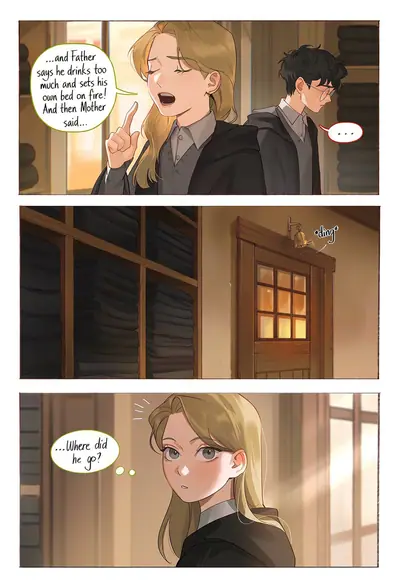 ...and Father
says he drinks too
much and sets his
own bed on fire!
And then Mother
said...
...
*ding*
...Where did
he go?